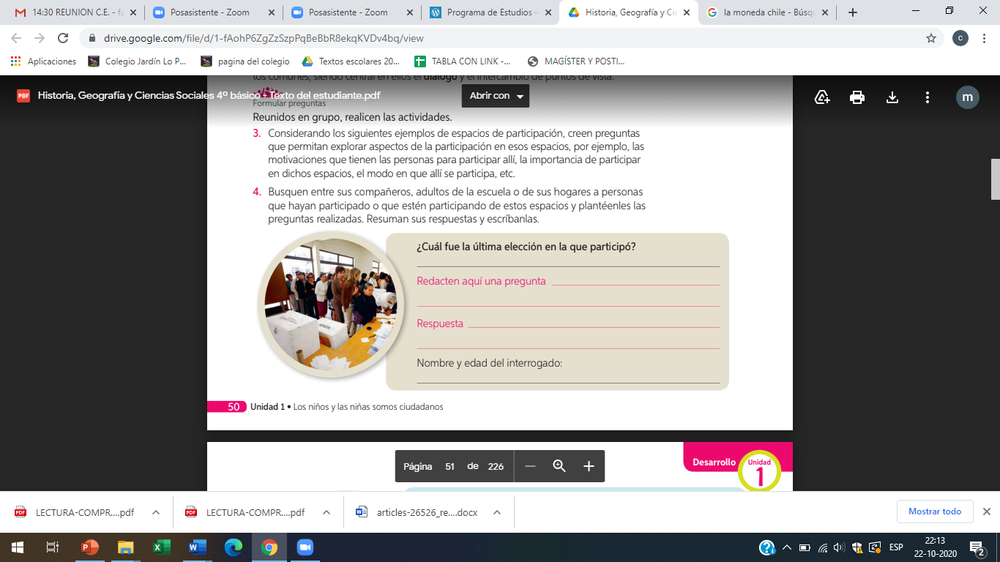 14:30 REUNION C.E. - fa
Posasistente - Zoom
Posasistente - Zoom
Programa de Estudios –
Historia, Geografía y Cie
la moneda chile - Búsqu
drive.google.com/file/d/1-fAohP6ZgZzSzpPqBeBbR8ekqKVDv4bq/view
c
Aplicaciones
Colegio Jardín Lo P...
pagina del colegio
Textos escolares 20...
TABLA CON LINK -...
MAGÍSTER Y POSTI...
los comunes, siendo central en ellos el diálogo y el intercambio de puntos de vista.
PDF
Historia, Geografía y Ciencias Sociales 4º básico - Texto del estudiante.pdf
Abrir con
m
Formular preguntas
Reunidos en grupo, realicen las actividades.
3. Considerando los siguientes ejemplos de espacios de participación, creen preguntas
que permitan explorar aspectos de la participación en esos espacios, por ejemplo, las
motivaciones que tienen las personas para participar allí, la importancia de participar
en dichos espacios, el modo en que allí se participa, etc.
4. Busquen entre sus compañeros, adultos de la escuela o de sus hogares a personas
que hayan participado o que estén participando de estos espacios y plantéenles las
preguntas realizadas. Resuman sus respuestas y escríbanlas.
¿Cuál fue la última elección en la que participó?
Redacten aquí una pregunta
Respuesta
Nombre y edad del interrogado:
50 Unidad 1 • Los niños y las niñas somos ciudadanos
Página 51 de 226
Desarrollo
Unidad
1
LECTURA-COMPR....pdf
LECTURA-COMPR....pdf
articles-26526_re....docx
Mostrar todo
ESP
22:13
22-10-2020
2